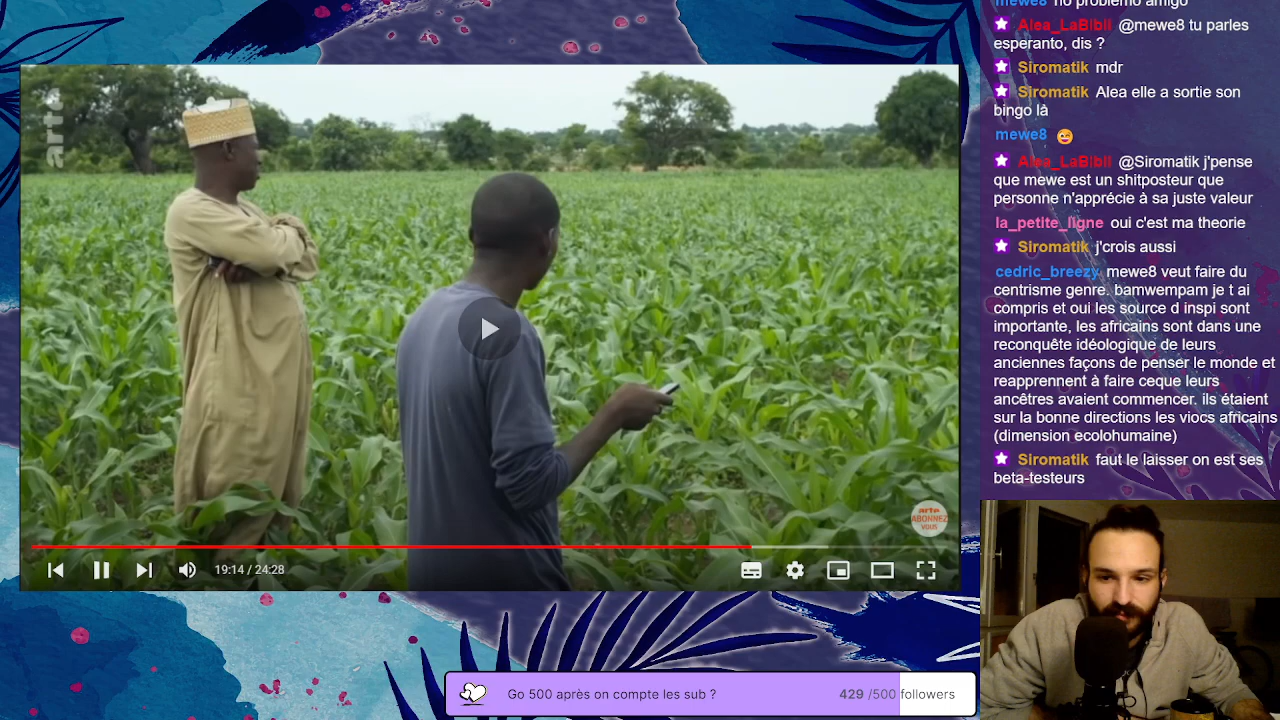 mewe8 no problemo amigo
Alea_LaBibli @mewe8 tu parles
esperanto, dis ?
Siromatik mdr
Siromatik Alea elle a sortie son
bingo là
mewe8
Alea_LaBibli @Siromatik j'pense
que mewe est un shitposteur que
personne n'apprécie à sa juste valeur
la_petite_ligne oui c'est ma theorie
Siromatik j'crois aussi
cedric_breezy mewe8 veut faire du
centrisme genre. bamwempam je t ai
compris et oui les source d inspi sont
importante, les africains sont dans une
reconquête idéologique de leurs
anciennes façons de penser le monde et
reapprennent à faire ceque leurs
ancêtres avaient commencer. ils étaient
sur la bonne directions les viocs africains
(dimension ecolohumaine)
Siromatik faut le laisser on est ses
beta-testeurs
arte
arte
ABONNEZ
VOUS
19:14 / 24:28
Go 500 après on compte les sub ?
429 /500 followers